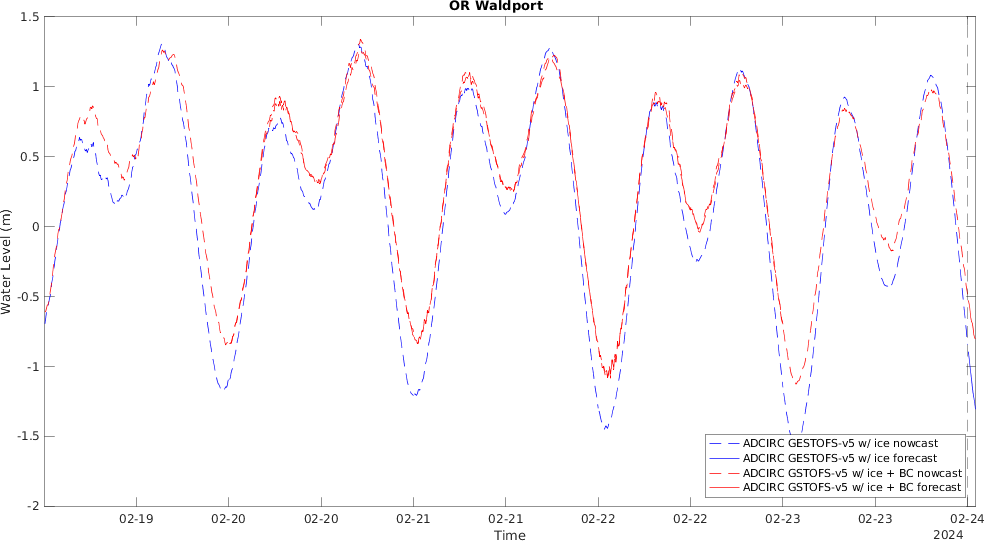 OR Waldport
1.5
1
0.5
0
-0.5
-1
-1.5
-2
Water Level (m)
ADCIRC GESTOFS-v5 w/ ice nowcast
ADCIRC GESTOFS-v5 w/ ice forecast
ADCIRC GSTOFS-v5 w/ ice + BC nowcast
ADCIRC GSTOFS-v5 w/ ice + BC forecast
02-19 02-20 02-20 02-21 02-21 02-22 02-22 02-23 02-23 02-24
Time 2024